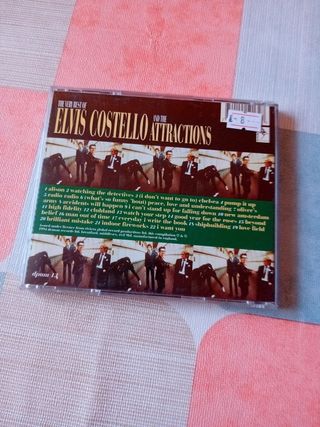 THE VERY BEST OF
ELVIS COSTELLO AND THE ATTRACTIONS
1 alison 2 watching the detectives 3 (i don't want to go to) chelsea 4 pump it up
5 radio radio 6 (what's so funny 'bout) peace, love and understanding 7 oliver's
army 8 accidents will happen 9 i can't stand up for falling down 10 new amsterdam
11 high fidelity 12 clubland 13 watch your step 14 good year for the roses 15 beyond
belief 16 man out of time 17 everyday i write the book 18 shipbuilding 19 love field
20 brilliant mistake 21 indoor fireworks 22 i want you
dpam 13